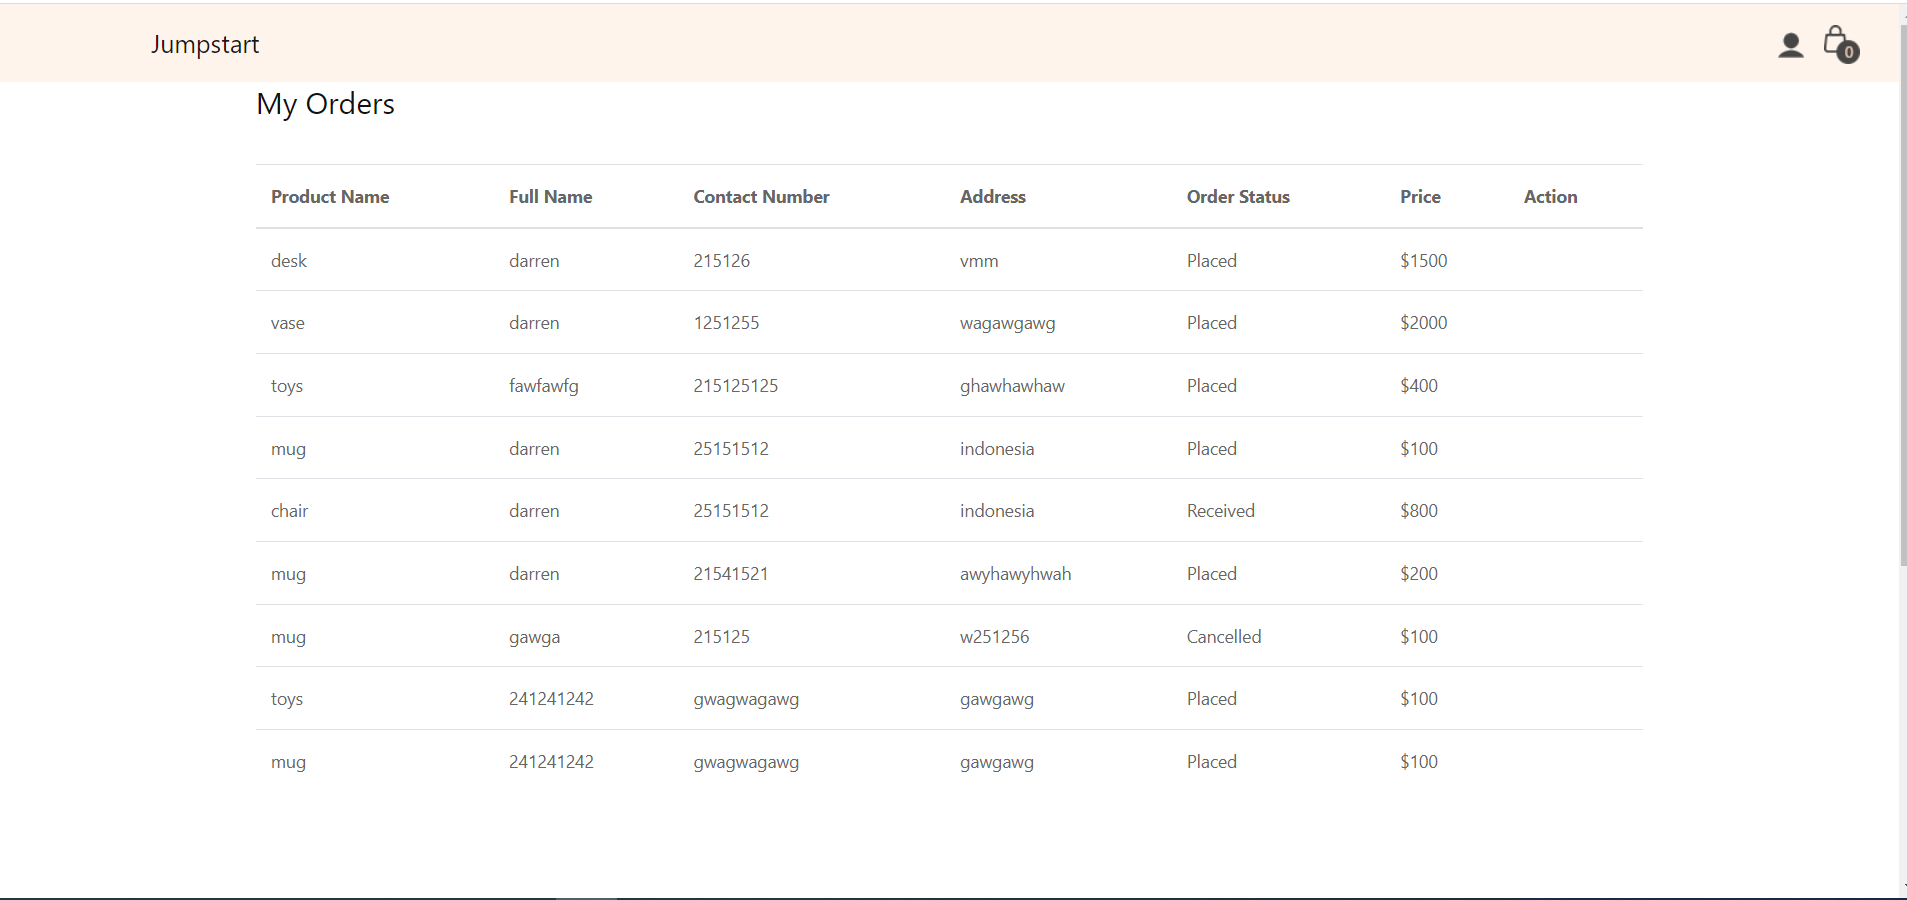 Jumpstart
0
My Orders
Product Name Full Name Contact Number Address Order Status Price Action
desk darren 215126 vmm Placed $1500
vase darren 1251255 wagawgawg Placed $2000
toys fawfawfg 215125125 ghawhawhaw Placed $400
mug darren 25151512 indonesia Placed $100
chair darren 25151512 indonesia Received $800
mug darren 21541521 awyhawyhwah Placed $200
mug gawga 215125 w251256 Cancelled $100
toys 241241242 gwagwagawg gawgawg Placed $100
mug 241241242 gwagwagawg gawgawg Placed $100